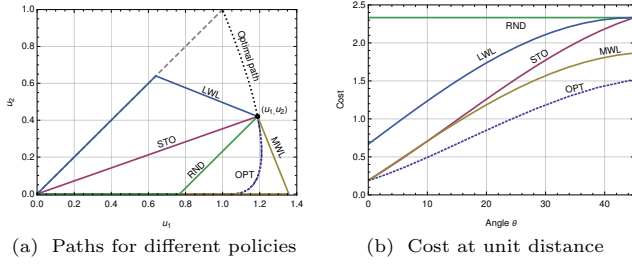 1.0
0.8
0.6
0.4
0.2
0.0
u2
0.0 0.2 0.4 0.6 0.8 1.0 1.2 1.4
u1
Optimal path
LWL
(u1,u2)
STO
RND
OPT
MWL
(a) Paths for different policies
2.5
2.0
1.5
1.0
0.5
0.0
Cost
0 10 20 30 40
Angle θ
RND
LWL
STO
MWL
OPT
(b) Cost at unit distance